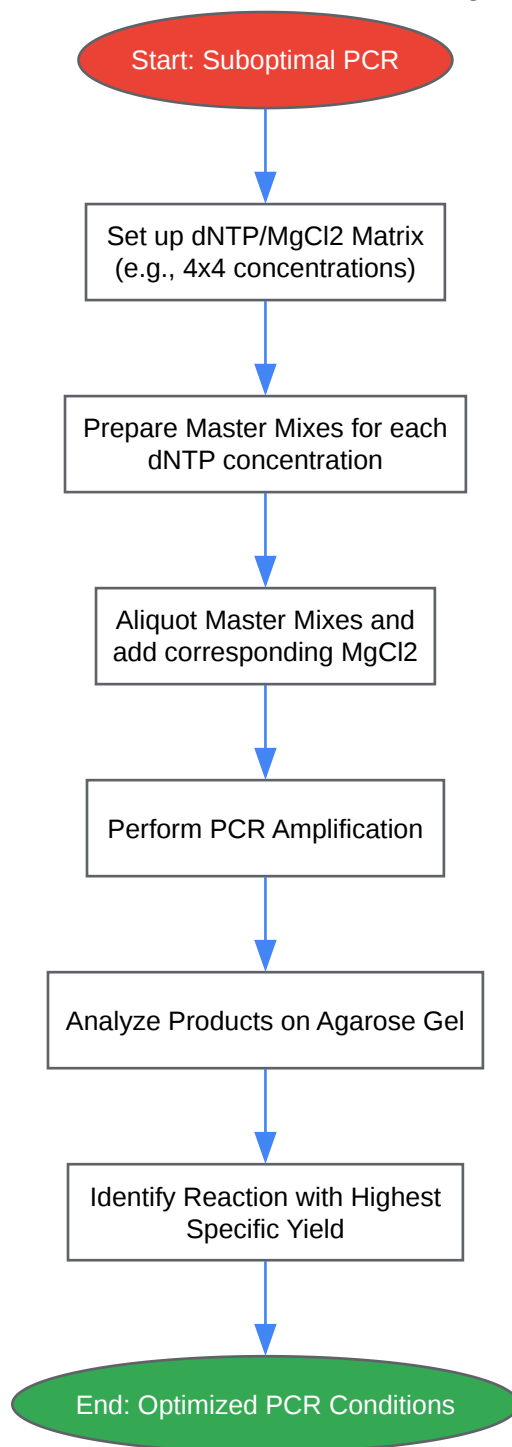 Start: Suboptimal PCR
Set up dNTP/MgCl2 Matrix
(e.g., 4x4 concentrations)
Prepare Master Mixes for each
dNTP concentration
Aliquot Master Mixes and
add corresponding MgCl2
Perform PCR Amplification
Analyze Products on Agarose Gel
Identify Reaction with Highest
Specific Yield
End: Optimized PCR Conditions